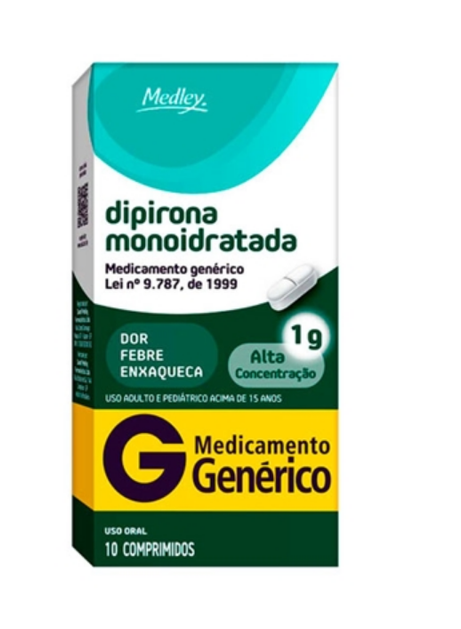 Medley.
dipirona
monoidratada
Medicamento genérico
Lei nº 9.787, de 1999
1g
Alta
Concentração
DOR
FEBRE
ENXAQUECA
USO ADULTO E PEDIÁTRICO ACIMA DE 15 ANOS
G Medicamento
Genérico
USO ORAL
10 COMPRIMIDOS